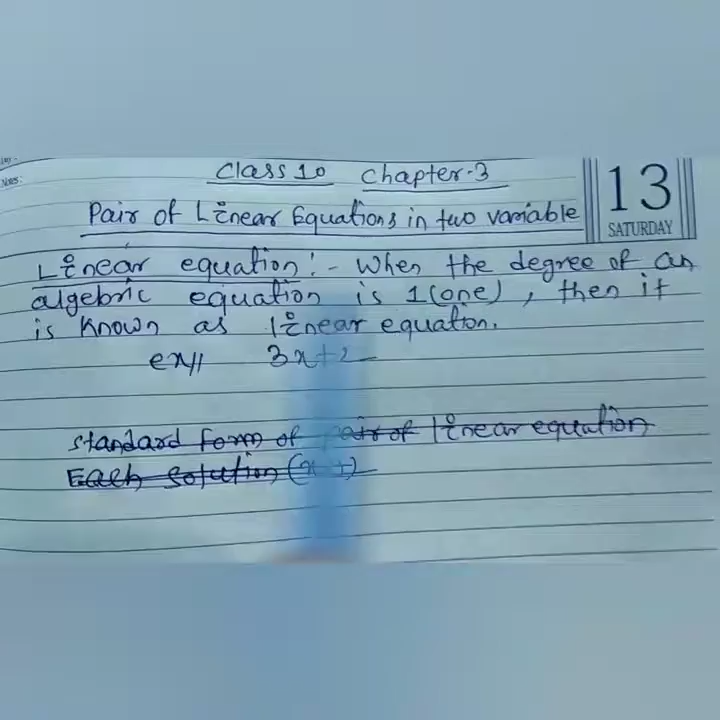 Class 10 Chapter-3
Pair of Linear Equations in two variable
13
SATURDAY
Notes:
Linear equation:- When the degree of an
algebric equation is 1(one), then it
is known as linear equation.
ex// 3x+2
standard form of pair of linear equation
Each solution (x